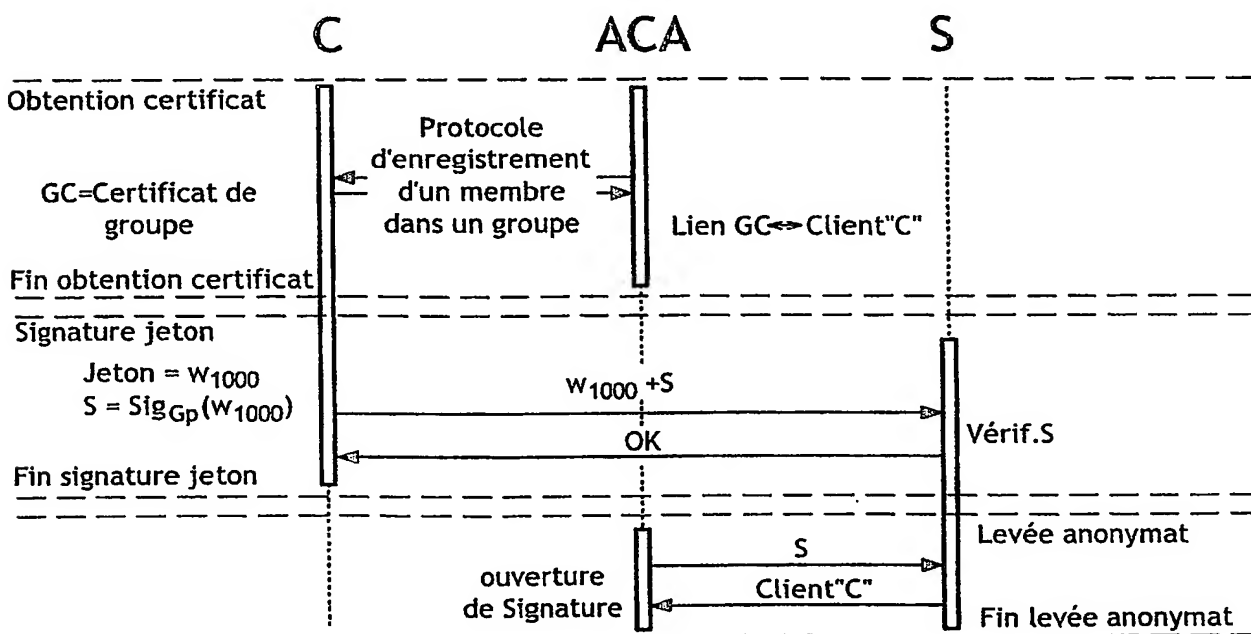 C ACA S
Obtention certificat
Protocole
d'enregistrement
d'un membre
dans un groupe
GC=Certificat de
groupe
Lien GC⇔Client"C"
Fin obtention certificat
Signature jeton
Jeton = W1000
S = SigGp(W1000)
W1000 +S
OK
Vérif.S
Fin signature jeton
Levée anonymat
S
ouverture
de Signature
Client"C"
Fin levée anonymat